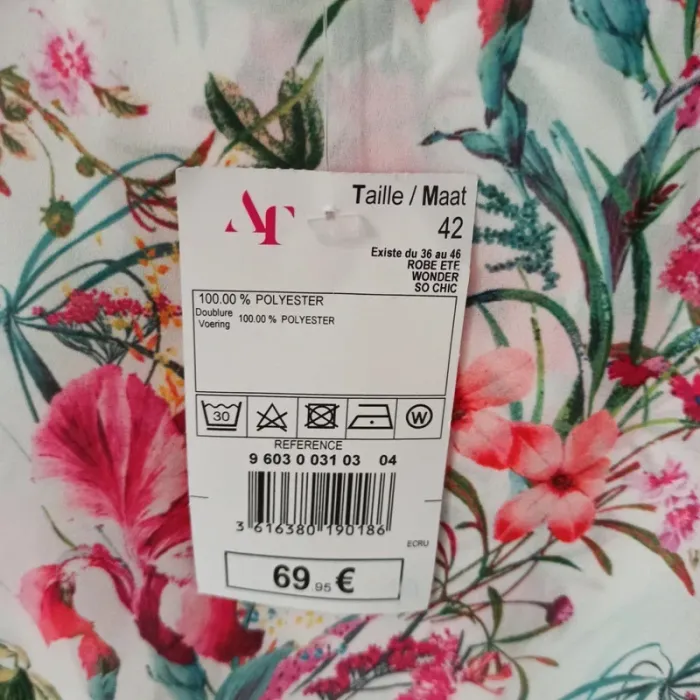 AT
Taille / Maat
42
Existe du 36 au 46
ROBE ETE
WONDER
SO CHIC
100.00 % POLYESTER
Doublure
Voering 100.00 % POLYESTER
30
W
REFERENCE
9 603 0 031 03 04
3 616380 190186
ECRU
69.95 €